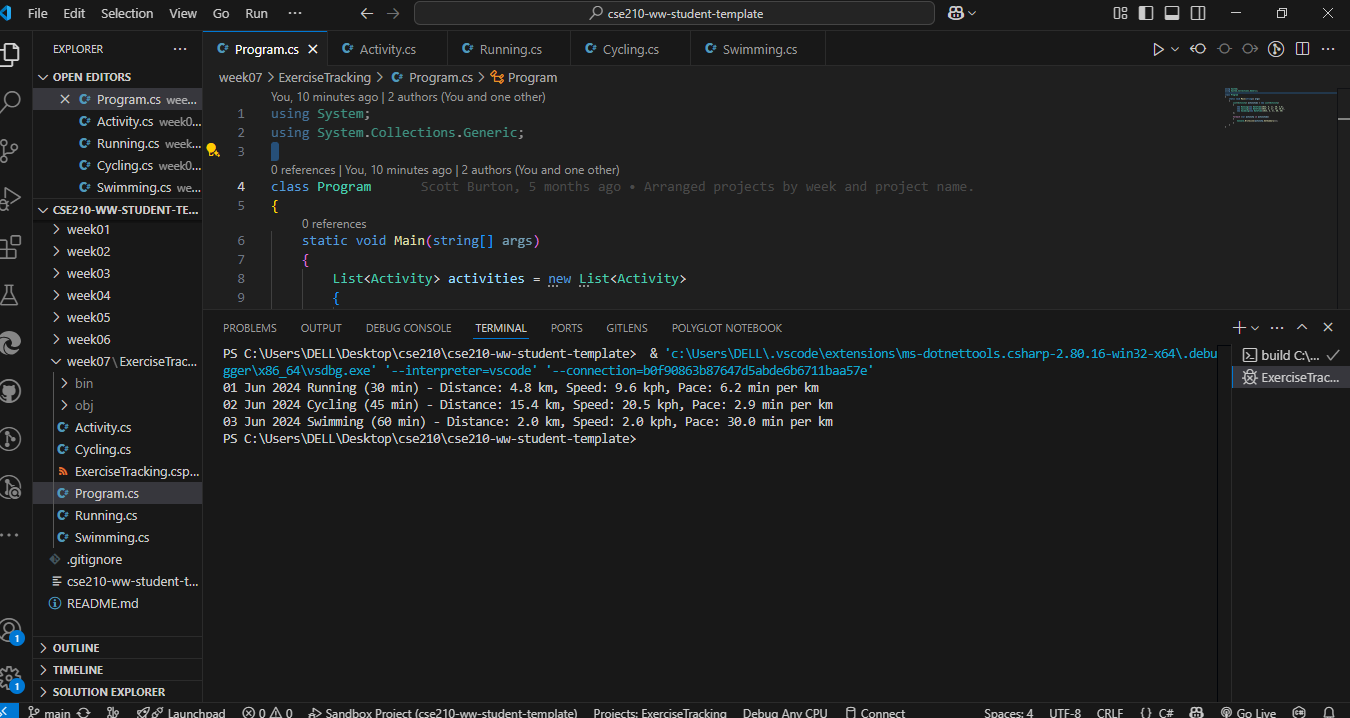 File Edit Selection View Go Run ··· cse210-ww-student-template
EXPLORER ···
OPEN EDITORS
Program.cs wee...
Activity.cs week0...
Running.cs week...
Cycling.cs week0...
Swimming.cs we...
CSE210-WW-STUDENT-TE...
week01
week02
week03
week04
week05
week06
week07\ExerciseTrac...
bin
obj
Activity.cs
Cycling.cs
ExerciseTracking.csp...
Program.cs
Running.cs
Swimming.cs
.gitignore
cse210-ww-student-t...
README.md
OUTLINE
TIMELINE
SOLUTION EXPLORER
1
1
Program.cs Activity.cs Running.cs Cycling.cs Swimming.cs
week07 > ExerciseTracking > Program.cs > Program
You, 10 minutes ago | 2 authors (You and one other)
1 using System;
2 using System.Collections.Generic;
3
0 references | You, 10 minutes ago | 2 authors (You and one other)
4 class Program Scott Burton, 5 months ago • Arranged projects by week and project name.
5 {
0 references
6 static void Main(string[] args)
7 {
8 List<Activity> activities = new List<Activity>
9 {
PROBLEMS OUTPUT DEBUG CONSOLE TERMINAL PORTS GITLENS POLYGLOT NOTEBOOK
PS C:\Users\DELL\Desktop\cse210\cse210-ww-student-template> & 'c:\Users\DELL\.vscode\extensions\ms-dotnettools.csharp-2.80.16-win32-x64\.debu
gger\x86_64\vsdbg.exe' '--interpreter=vscode' '--connection=b0f90863b87647d5abde6b6711baa57e'
01 Jun 2024 Running (30 min) - Distance: 4.8 km, Speed: 9.6 kph, Pace: 6.2 min per km
02 Jun 2024 Cycling (45 min) - Distance: 15.4 km, Speed: 20.5 kph, Pace: 2.9 min per km
03 Jun 2024 Swimming (60 min) - Distance: 2.0 km, Speed: 2.0 kph, Pace: 30.0 min per km
PS C:\Users\DELL\Desktop\cse210\cse210-ww-student-template>
build C:\...
ExerciseTrac...
main Launchpad 0 0 Sandbox Project (cse210-ww-student-template) Projects: ExerciseTracking Debug Any CPU Connect Spaces: 4 UTF-8 CRLF {} C# Go Live